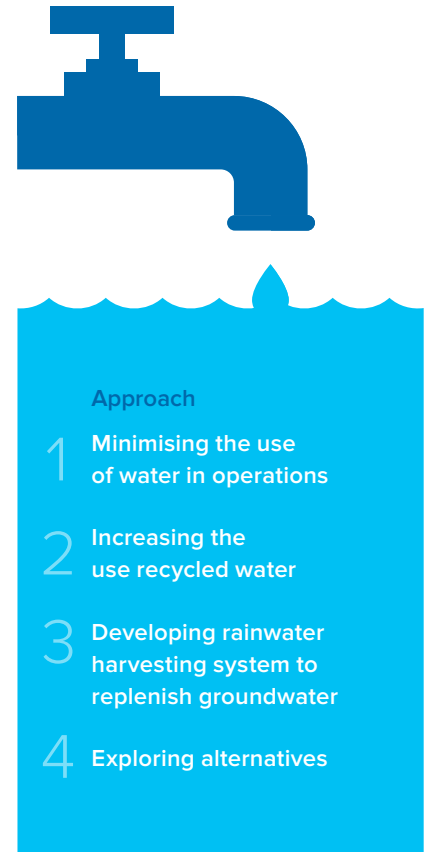 Approach
1
Minimising the use
of water in operations
2
Increasing the
use recycled water
3
Developing rainwater
harvesting system to
replenish groundwater
4
Exploring alternatives